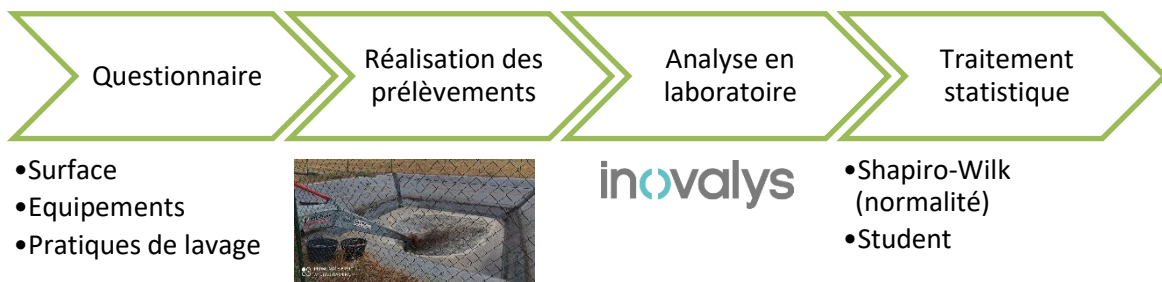 Questionnaire
Réalisation des
prélèvements
Analyse en
laboratoire
Traitement
statistique
•Surface
•Equipements
•Pratiques de lavage
inovalys
•Shapiro-Wilk
(normalité)
•Student